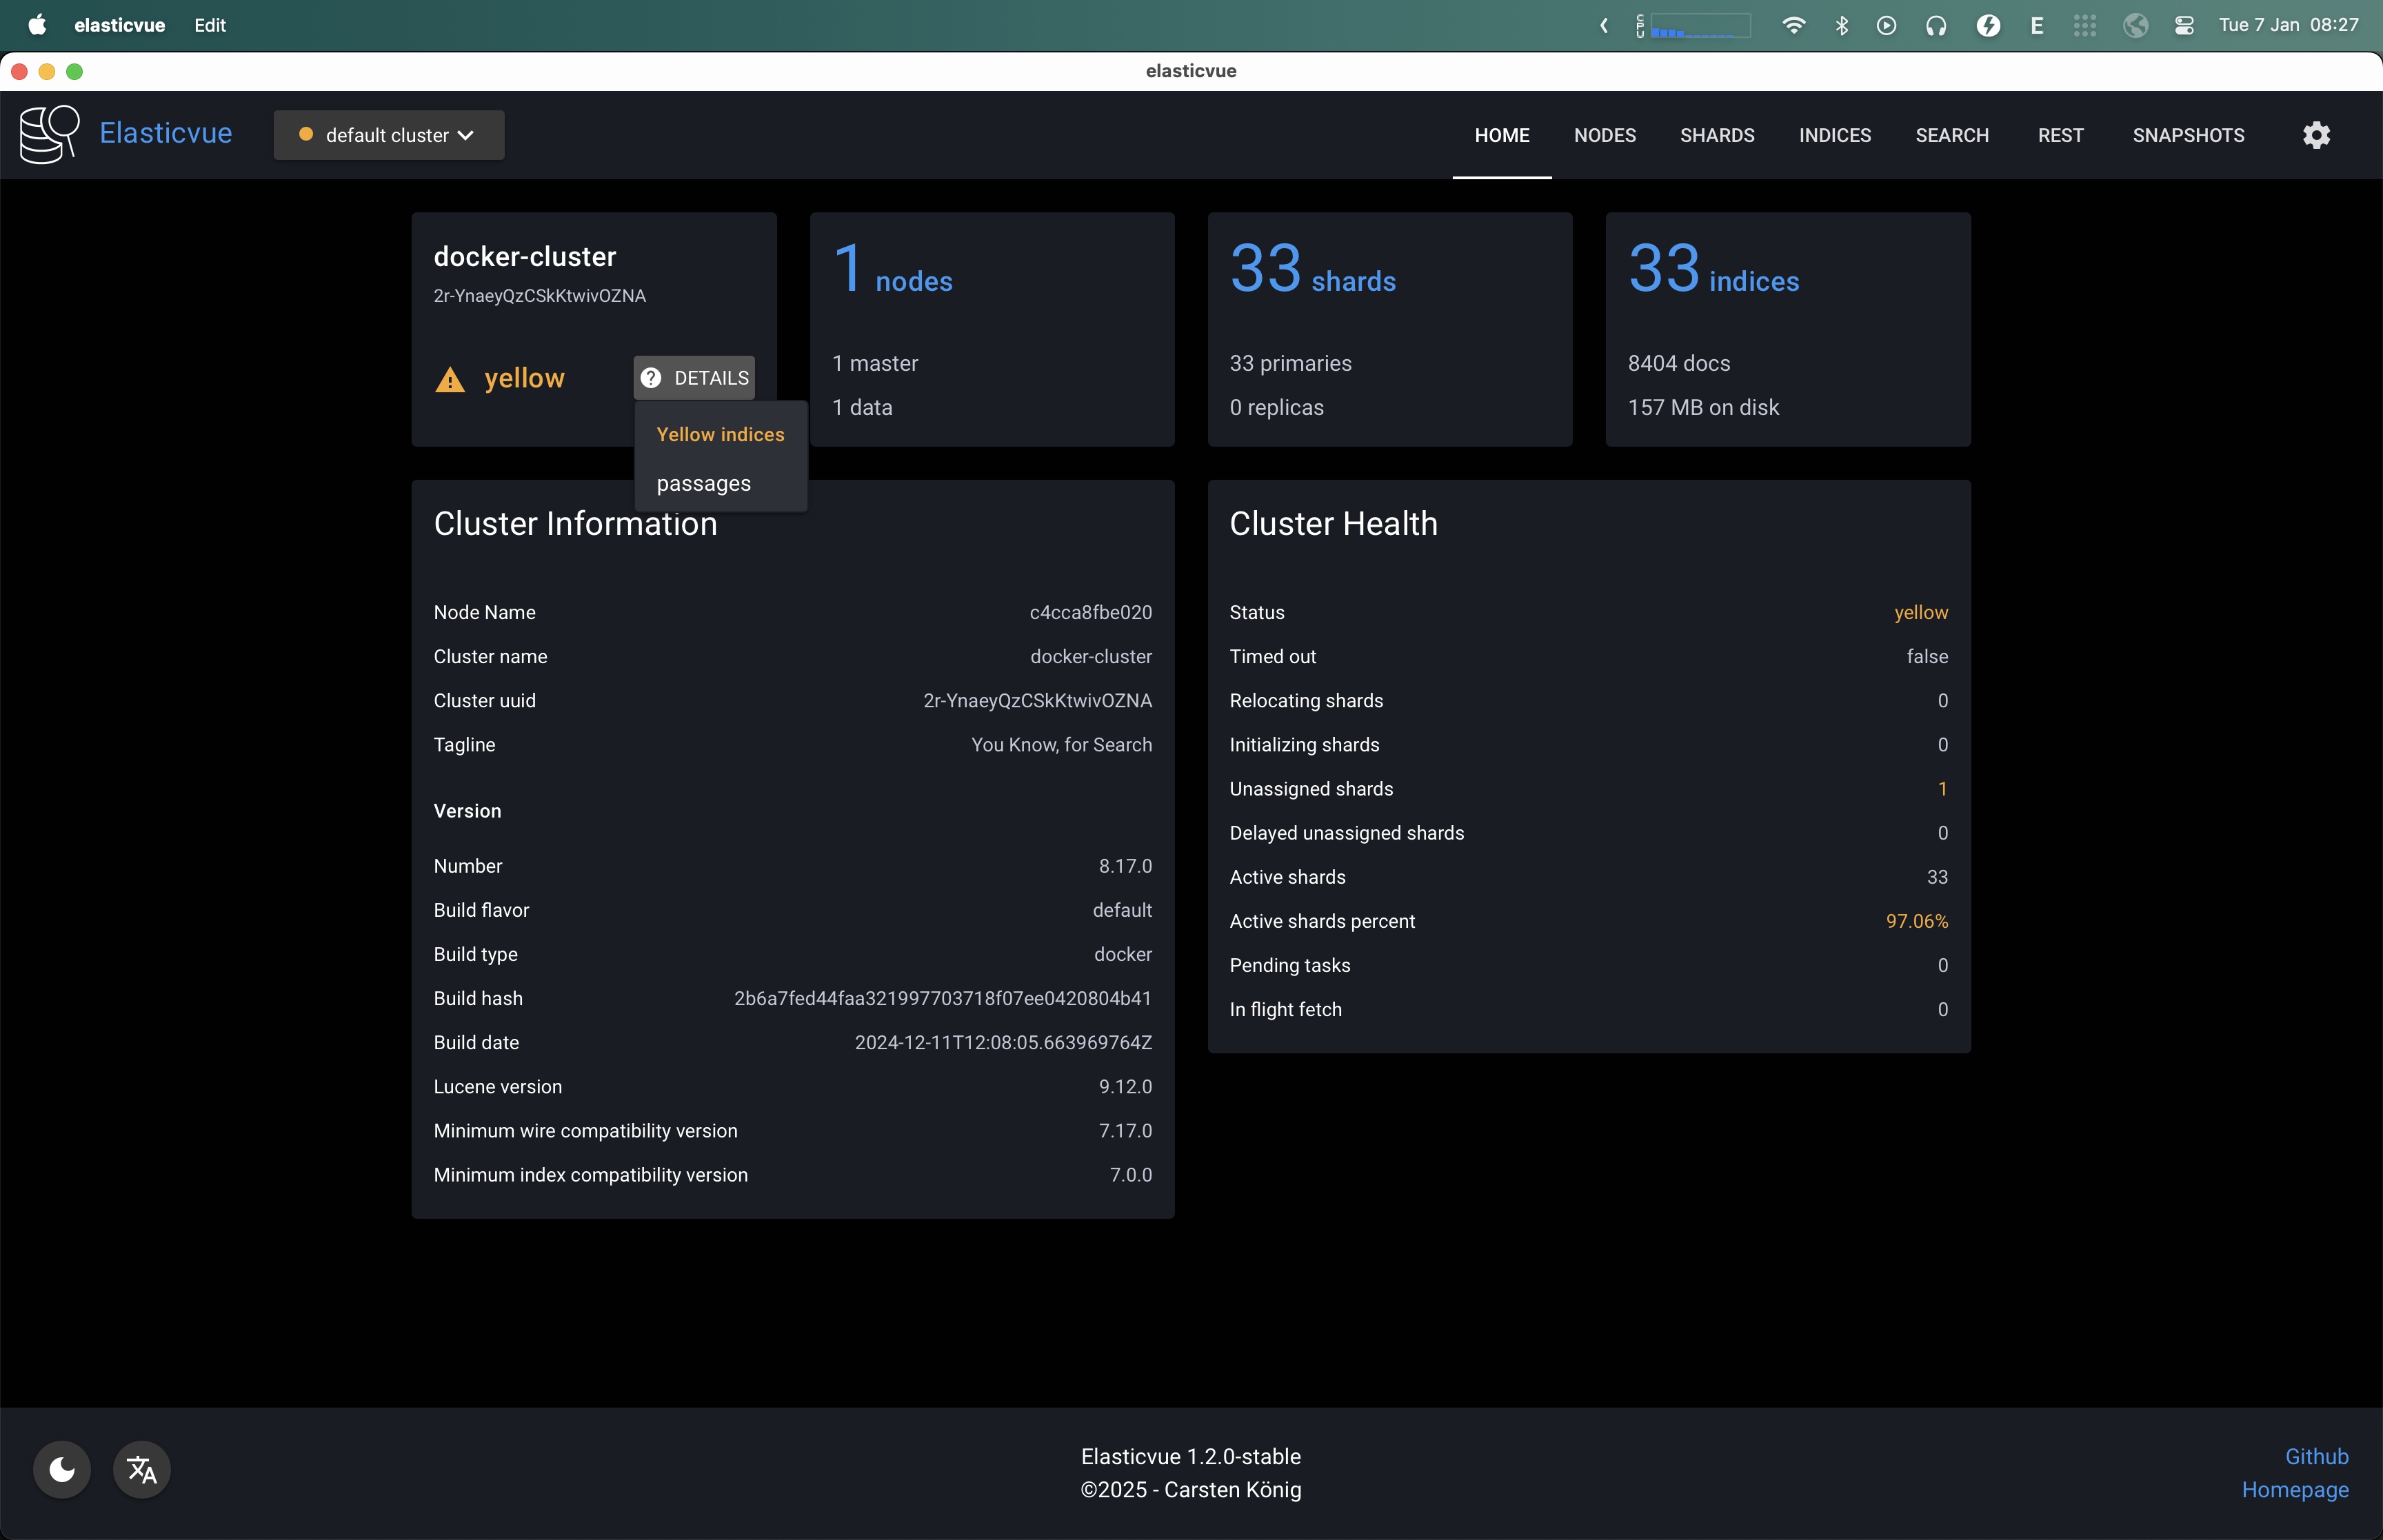 elasticvue Edit
CPU
E
Tue 7 Jan 08:27
elasticvue
Elasticvue
default cluster
HOME NODES SHARDS INDICES SEARCH REST SNAPSHOTS
docker-cluster
2r-YnaeyQzCSkKtwivOZNA
yellow
DETAILS
Yellow indices
passages
1 nodes
1 master
1 data
33 shards
33 primaries
0 replicas
33 indices
8404 docs
157 MB on disk
Cluster Information
Node Name c4cca8fbe020
Cluster name docker-cluster
Cluster uuid 2r-YnaeyQzCSkKtwivOZNA
Tagline You Know, for Search
Version
Number 8.17.0
Build flavor default
Build type docker
Build hash 2b6a7fed44faa321997703718f07ee0420804b41
Build date 2024-12-11T12:08:05.663969764Z
Lucene version 9.12.0
Minimum wire compatibility version 7.17.0
Minimum index compatibility version 7.0.0
Cluster Health
Status yellow
Timed out false
Relocating shards 0
Initializing shards 0
Unassigned shards 1
Delayed unassigned shards 0
Active shards 33
Active shards percent 97.06%
Pending tasks 0
In flight fetch 0
Elasticvue 1.2.0-stable
©2025 - Carsten König
Github
Homepage